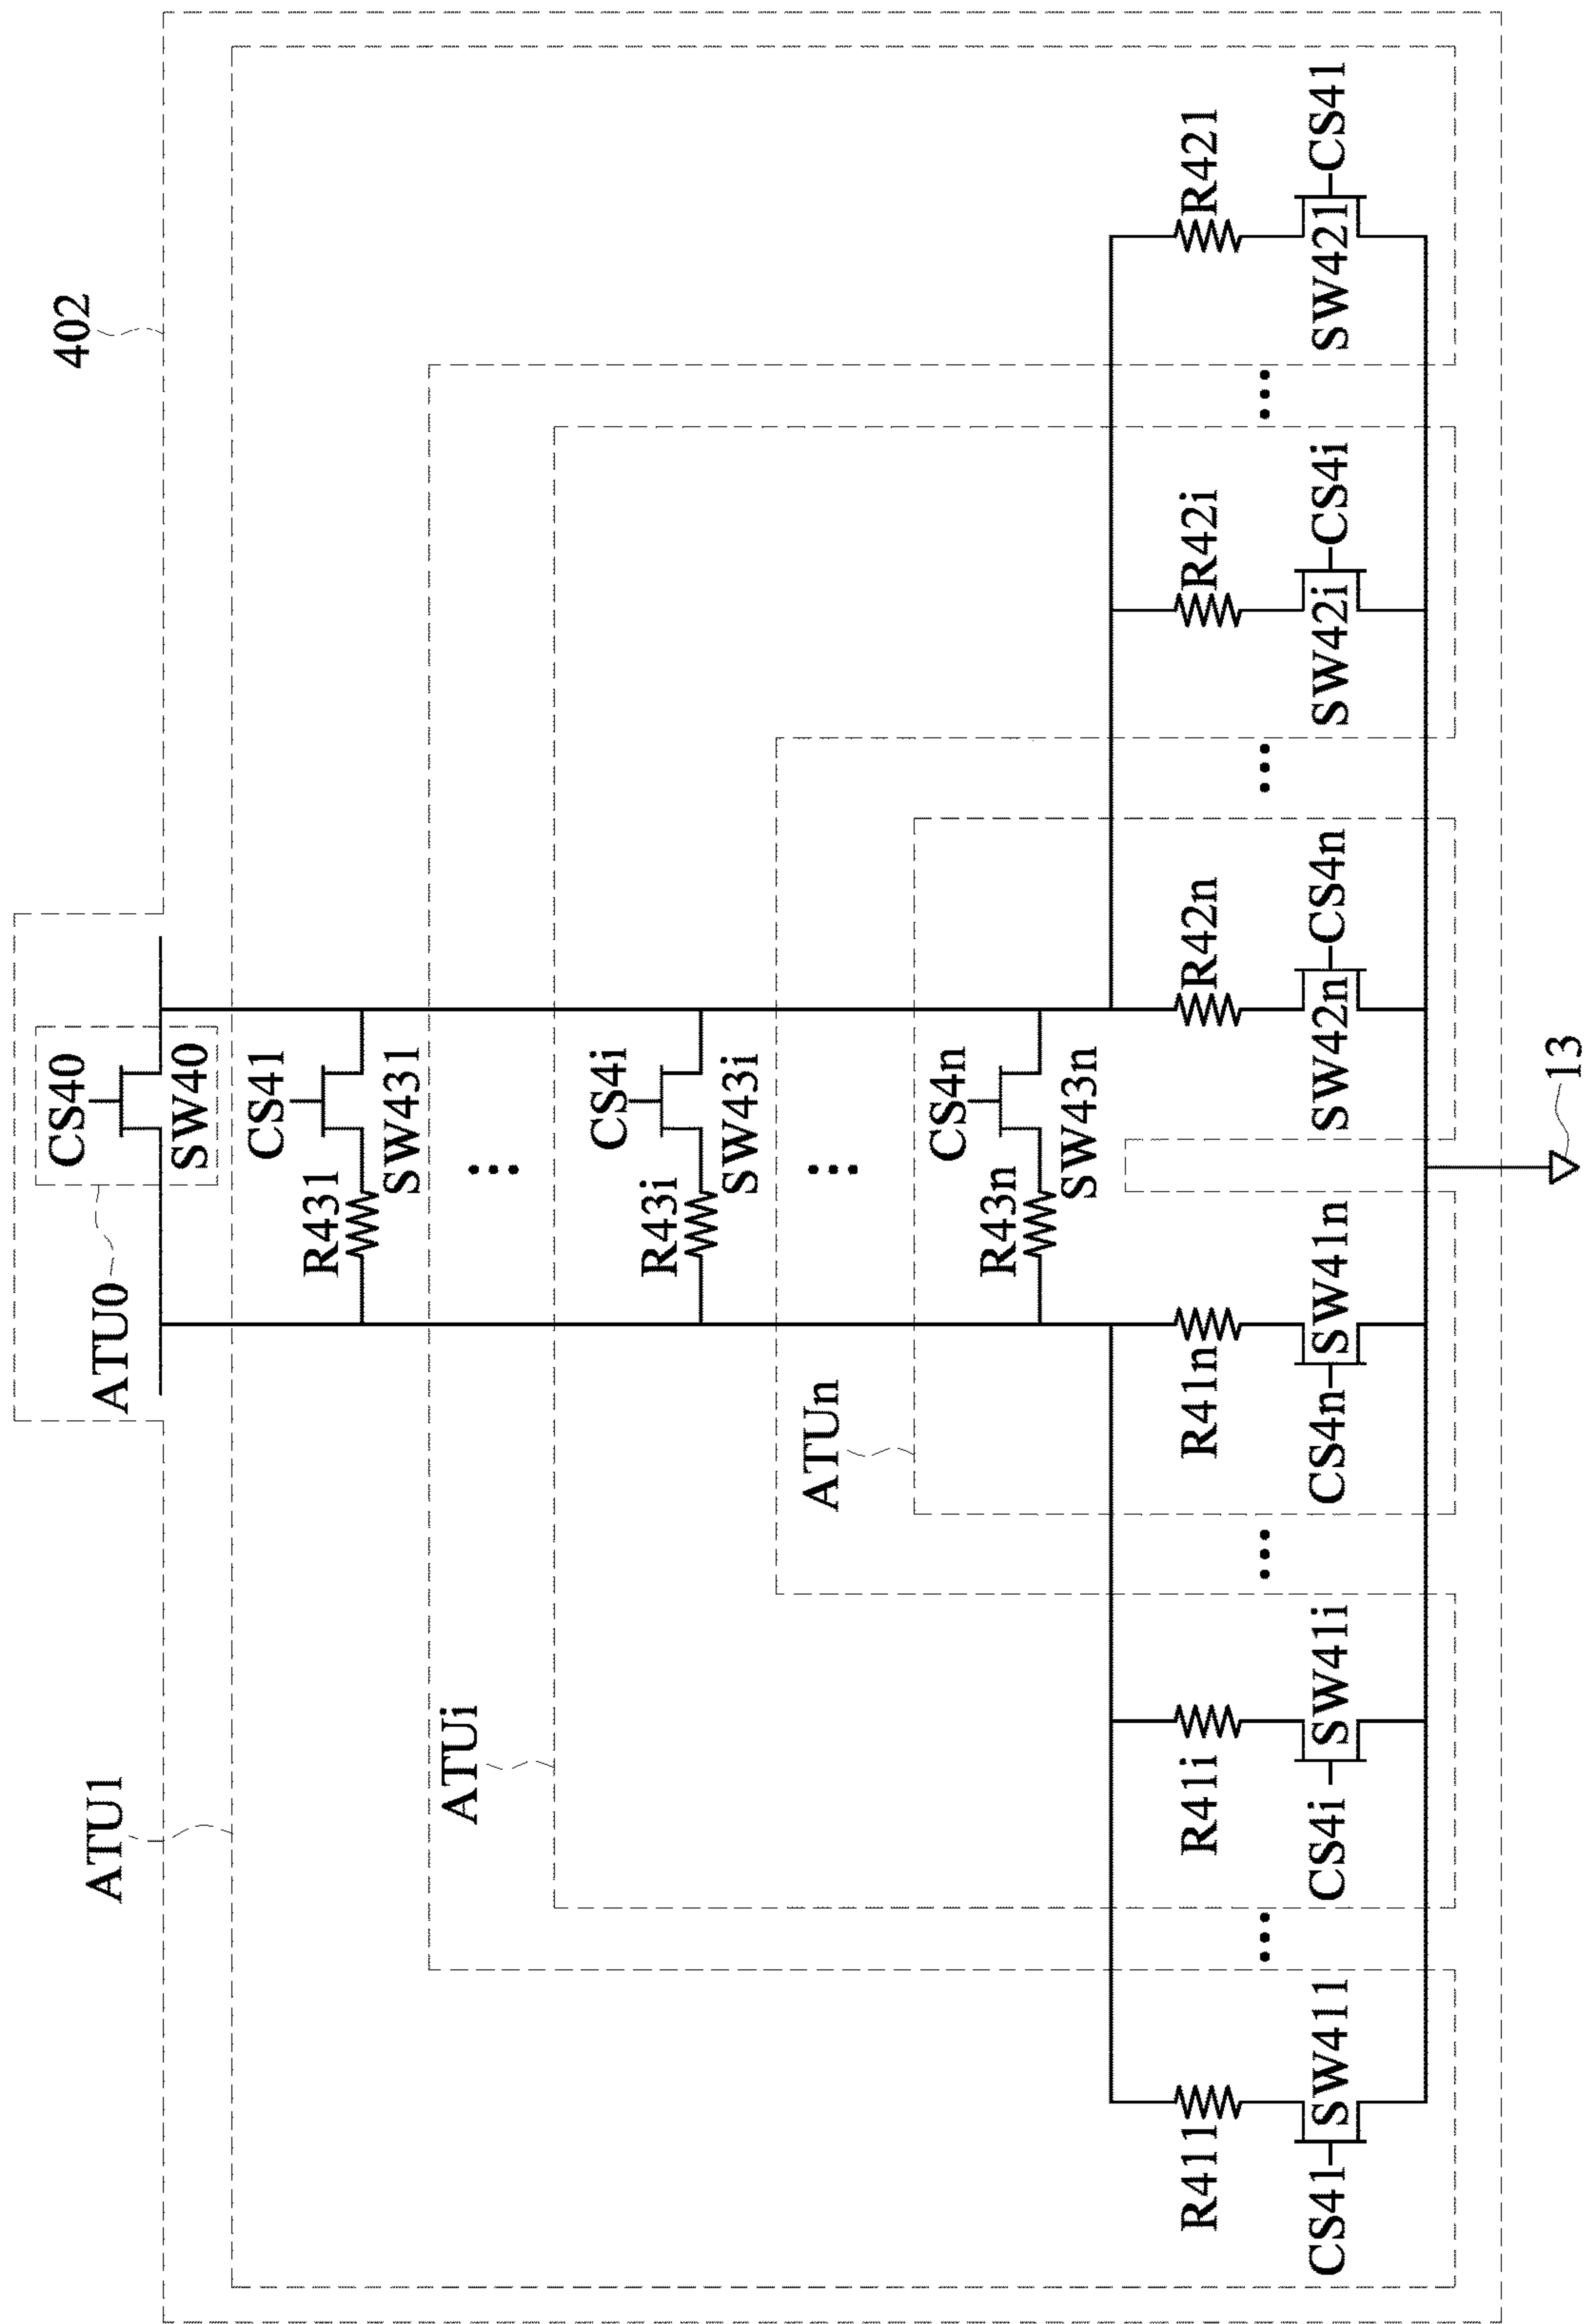 402
ATU0
CS40
SW40
ATU1
CS41
R431
SW431
ATUi
CS4i
R43i
SW43i
ATUn
CS4n
R43n
SW43n
R411
R41i
R41n
R42n
R42i
R421
CS41
SW411
CS4i
SW41i
CS4n
SW41n
SW42n
CS4n
SW42i
CS4i
SW421
CS41
13